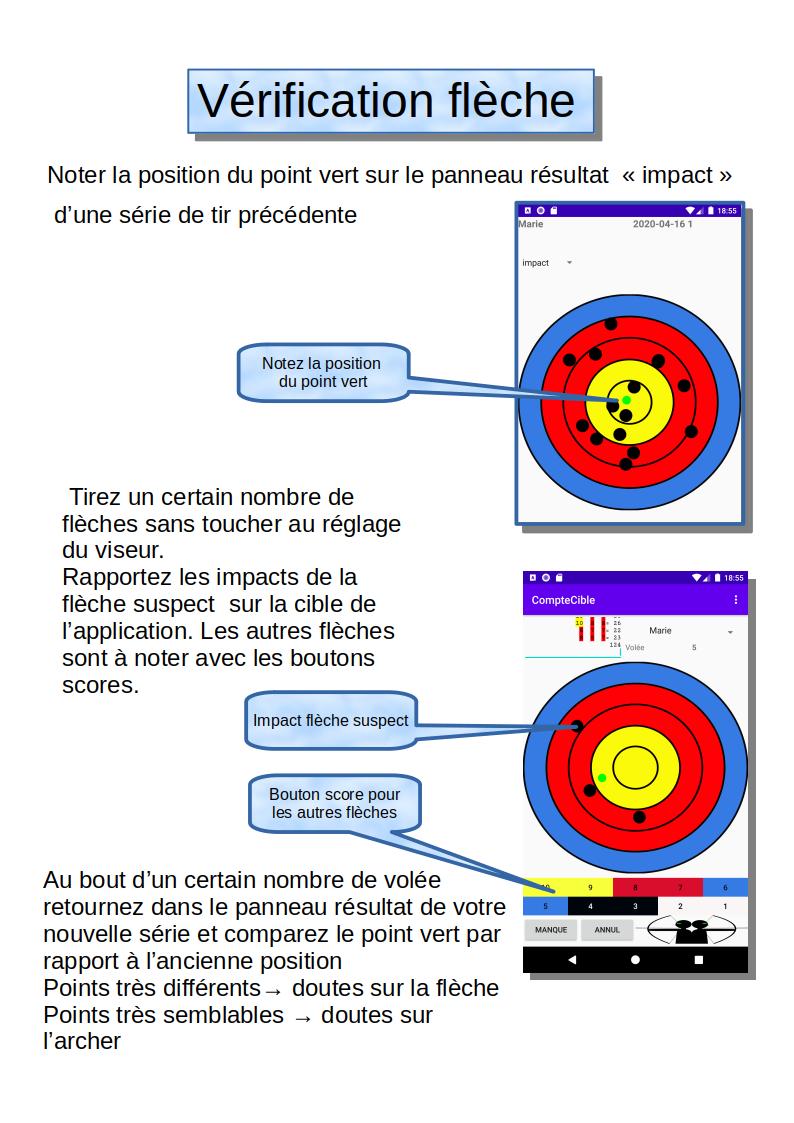 Vérification flèche
Noter la position du point vert sur le panneau résultat « impact »
d’une série de tir précédente
18:55
Marie 2020-04-16 1
impact
Notez la position
du point vert
Tirez un certain nombre de
flèches sans toucher au réglage
du viseur.
Rapportez les impacts de la
flèche suspect sur la cible de
l’application. Les autres flèches
sont à noter avec les boutons
scores.
18:55
CompteCible
26
10 22
23
124
Marie
Volée 5
Impact flèche suspect
Bouton score pour
les autres flèches
10 9 8 7 6
5 4 3 2 1
MANQUE ANNUL
Au bout d’un certain nombre de volée
retournez dans le panneau résultat de votre
nouvelle série et comparez le point vert par
rapport à l’ancienne position
Points très différents→ doutes sur la flèche
Points très semblables → doutes sur
l’archer